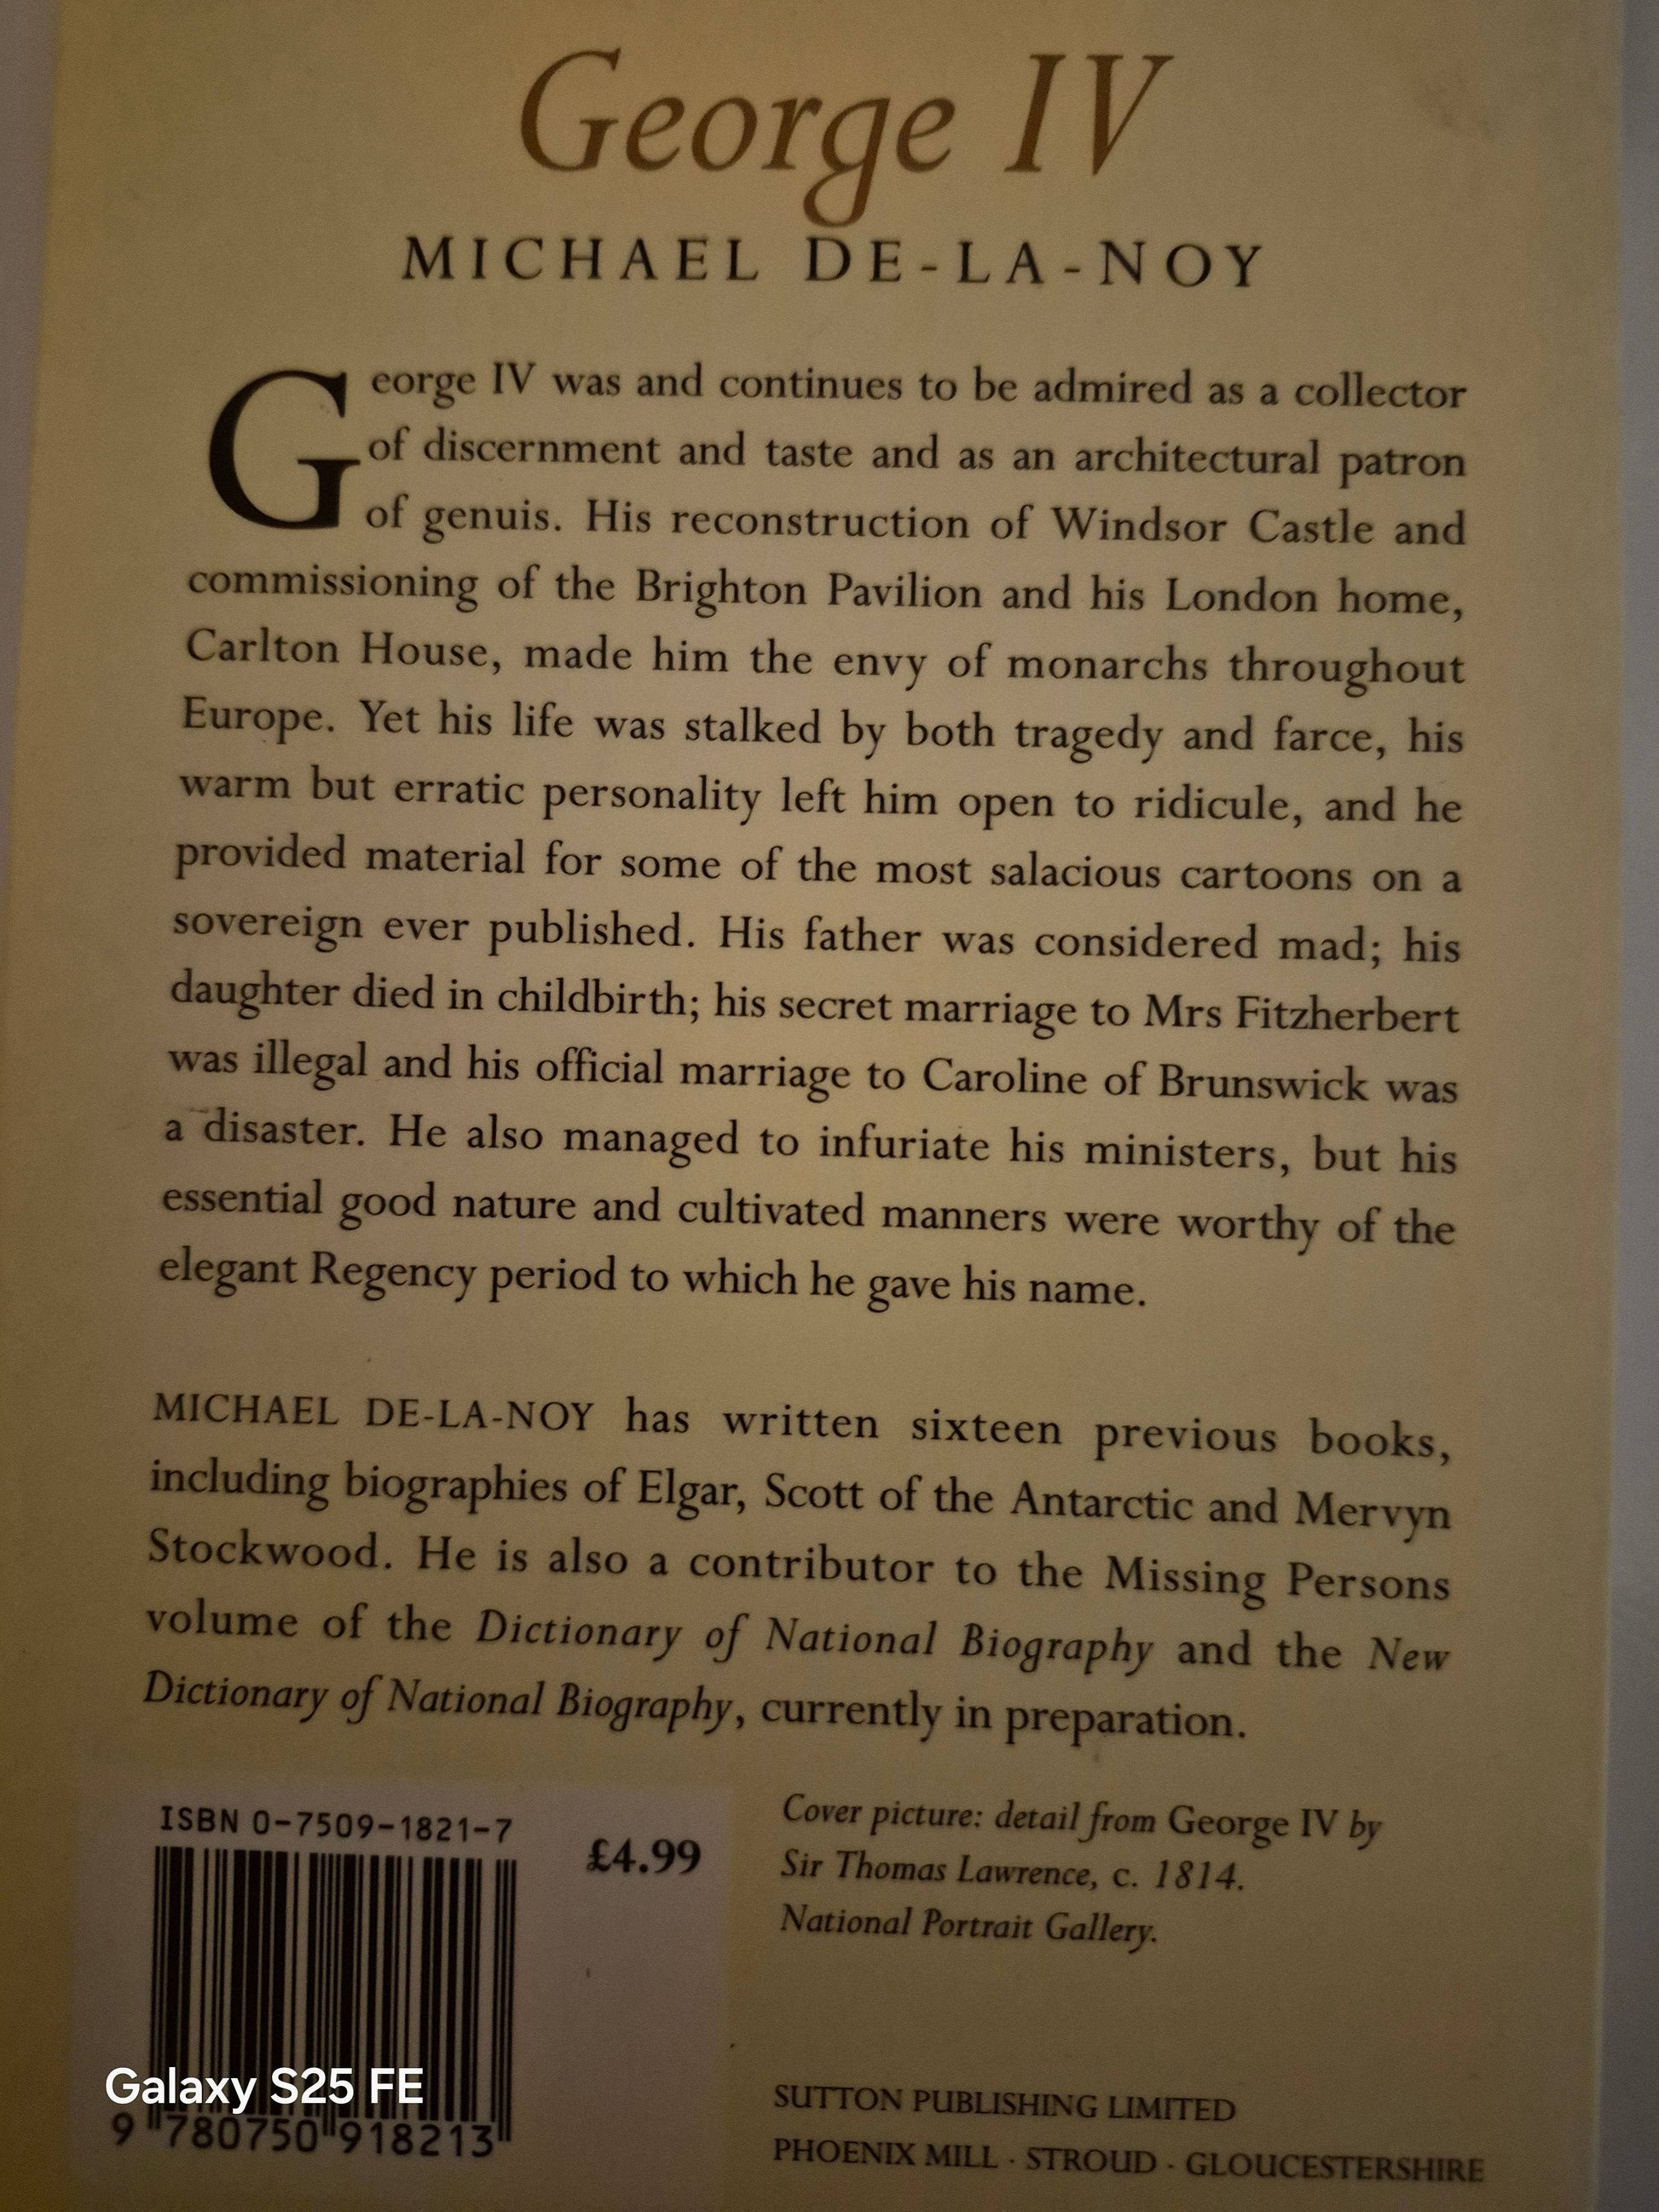 George IV
MICHAEL DE-LA-NOY
George IV was and continues to be admired as a collector
of discernment and taste and as an architectural patron
of genuis. His reconstruction of Windsor Castle and
commissioning of the Brighton Pavilion and his London home,
Carlton House, made him the envy of monarchs throughout
Europe. Yet his life was stalked by both tragedy and farce, his
warm but erratic personality left him open to ridicule, and he
provided material for some of the most salacious cartoons on a
sovereign ever published. His father was considered mad; his
daughter died in childbirth; his secret marriage to Mrs Fitzherbert
was illegal and his official marriage to Caroline of Brunswick was
a disaster. He also managed to infuriate his ministers, but his
essential good nature and cultivated manners were worthy of the
elegant Regency period to which he gave his name.
MICHAEL DE-LA-NOY has written sixteen previous books,
including biographies of Elgar, Scott of the Antarctic and Mervyn
Stockwood. He is also a contributor to the Missing Persons
volume of the Dictionary of National Biography and the New
Dictionary of National Biography, currently in preparation.
ISBN 0-7509-1821-7
£4.99
9 780750 918213
Cover picture: detail from George IV by
Sir Thomas Lawrence, c. 1814.
National Portrait Gallery.
SUTTON PUBLISHING LIMITED
PHOENIX MILL · STROUD · GLOUCESTERSHIRE
Galaxy S25 FE